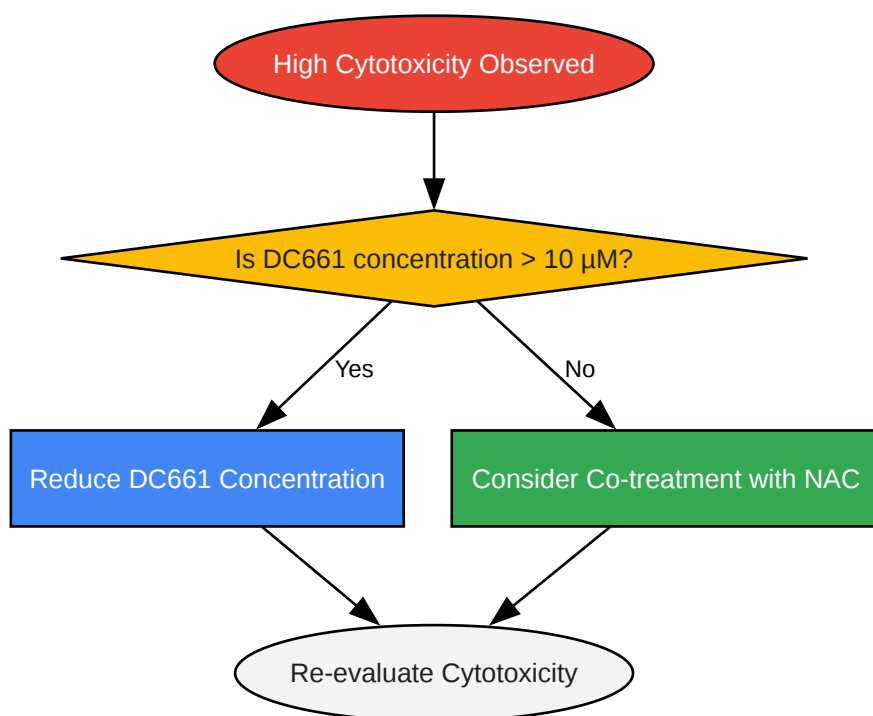 High Cytotoxicity Observed
Is DC661 concentration > 10 µM?
Yes
No
Reduce DC661 Concentration
Consider Co-treatment with NAC
Re-evaluate Cytotoxicity